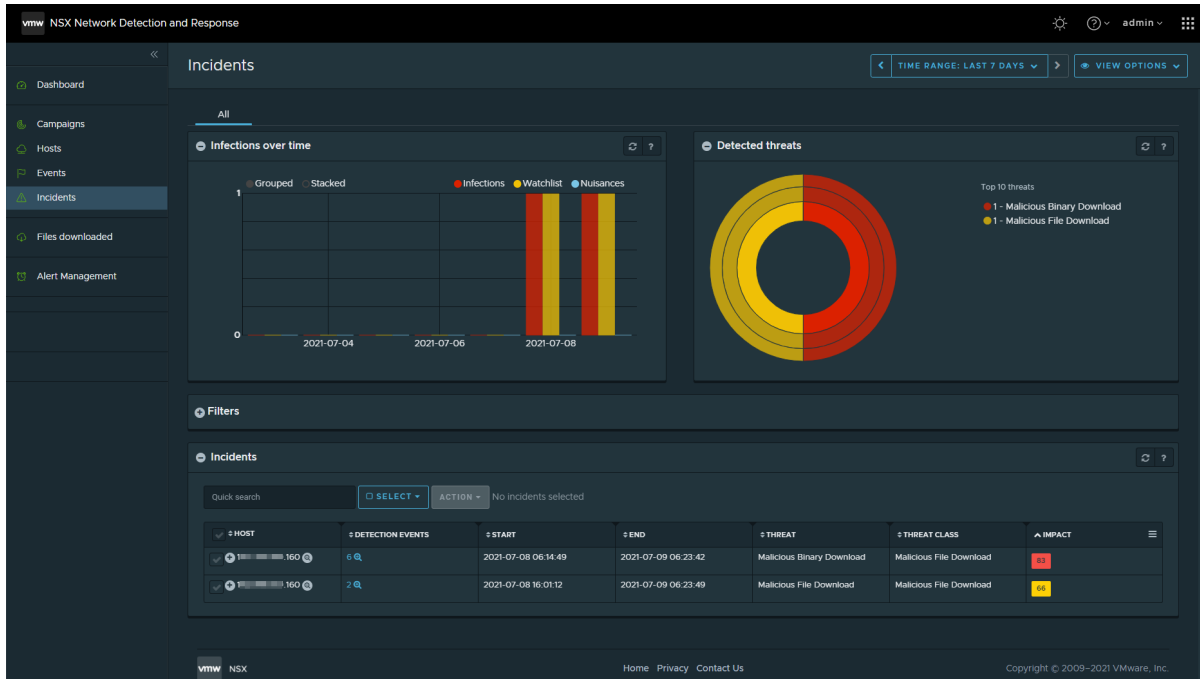 vmw NSX Network Detection and Response
admin
Incidents
TIME RANGE: LAST 7 DAYS
VIEW OPTIONS
Dashboard
Campaigns
Hosts
Events
Incidents
Files downloaded
Alert Management
All
Infections over time
?
Grouped Stacked Infections Watchlist Nuisances
1
0
2021-07-04 2021-07-06 2021-07-08
Detected threats
?
Top 10 threats
1 - Malicious Binary Download
1 - Malicious File Download
Filters
Incidents
?
Quick search SELECT ACTION No incidents selected
HOST DETECTION EVENTS START END THREAT THREAT CLASS IMPACT
.160 6 2021-07-08 06:14:49 2021-07-09 06:23:42 Malicious Binary Download Malicious File Download 83
.160 2 2021-07-08 16:01:12 2021-07-09 06:23:49 Malicious File Download Malicious File Download 66
vmw NSX
Home Privacy Contact Us
Copyright © 2009–2021 VMware, Inc.